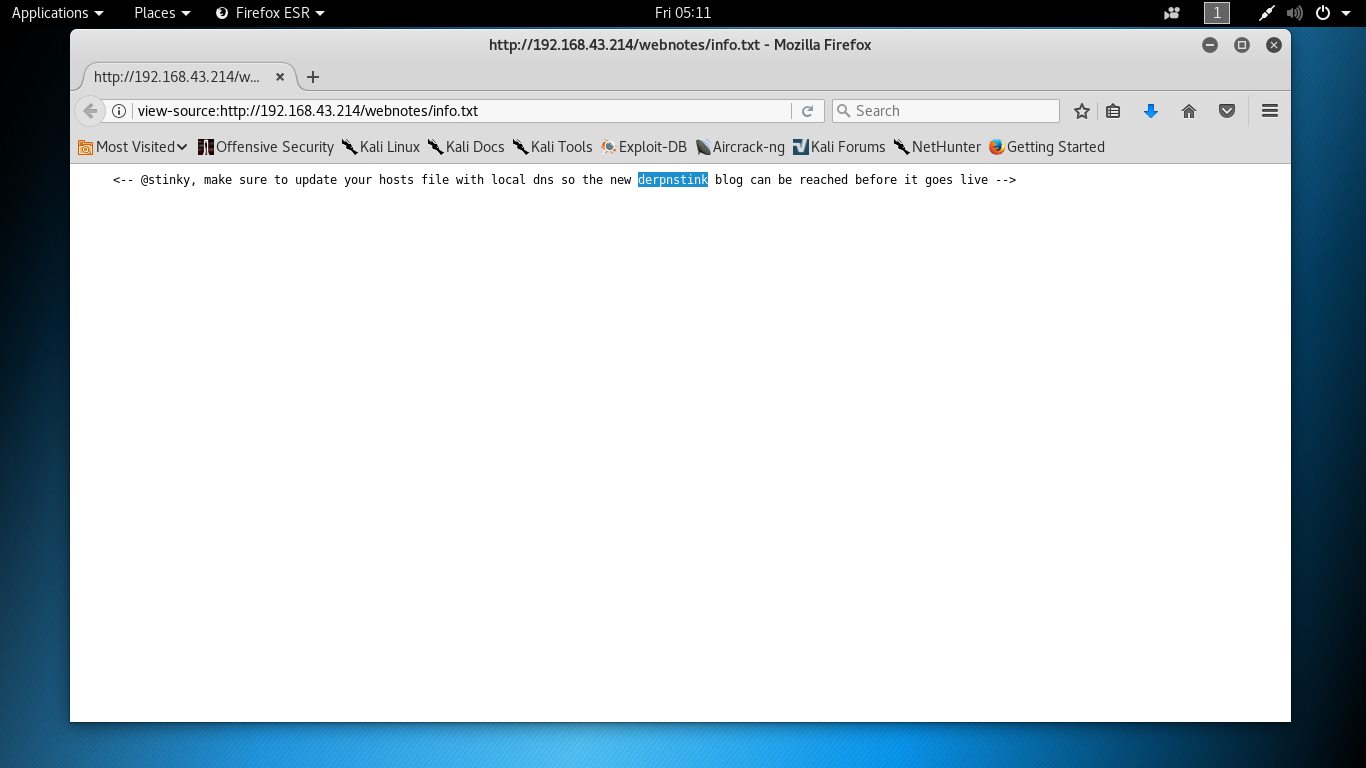 Applications Places Firefox ESR Fri 05:11 1
http://192.168.43.214/webnotes/info.txt - Mozilla Firefox
http://192.168.43.214/w...
view-source:http://192.168.43.214/webnotes/info.txt Search
Most Visited Offensive Security Kali Linux Kali Docs Kali Tools Exploit-DB Aircrack-ng Kali Forums NetHunter Getting Started
<-- @stinky, make sure to update your hosts file with local dns so the new derpnstink blog can be reached before it goes live -->